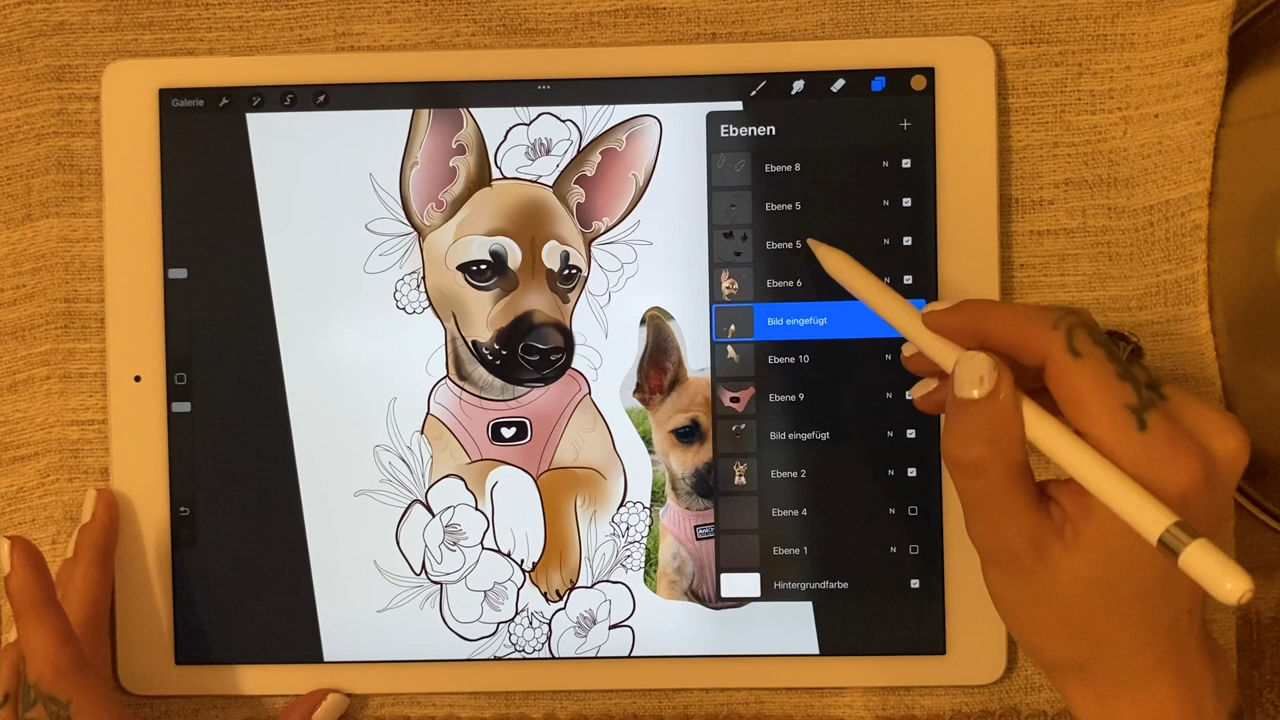 Galerie
Ebenen
Ebene 8 N
Ebene 5 N
Ebene 5 N
Ebene 6 N
Bild eingefügt
Ebene 10 N
Ebene 9
Bild eingefügt N
Ebene 2 N
Ebene 4 N
Ebene 1 N
Hintergrundfarbe